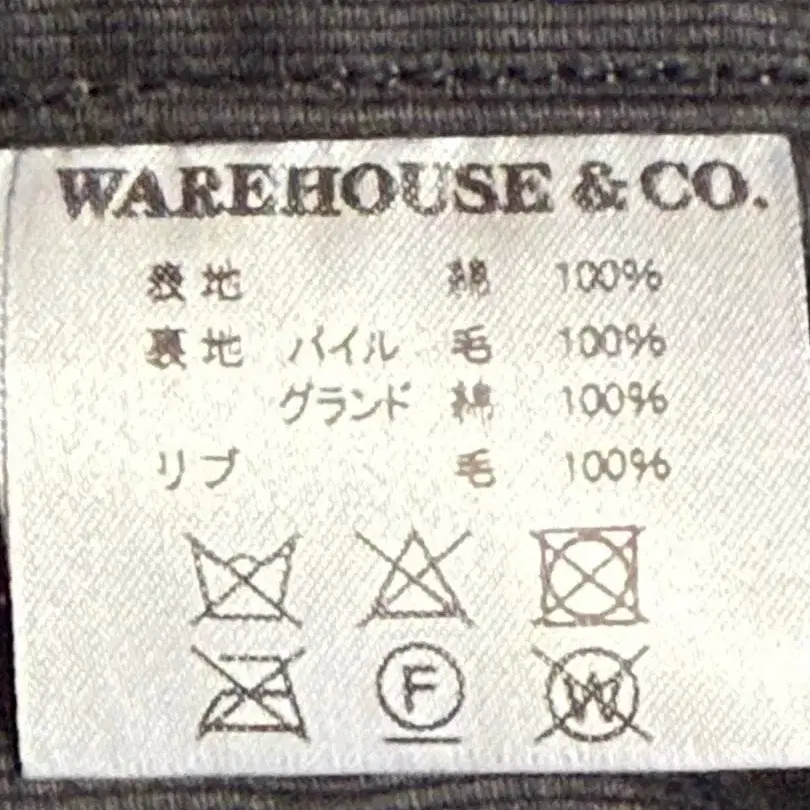 WAREHOUSE & CO.
表地 綿 100%
裏地 パイル 毛 100%
グランド 綿 100%
リブ 毛 100%
F W